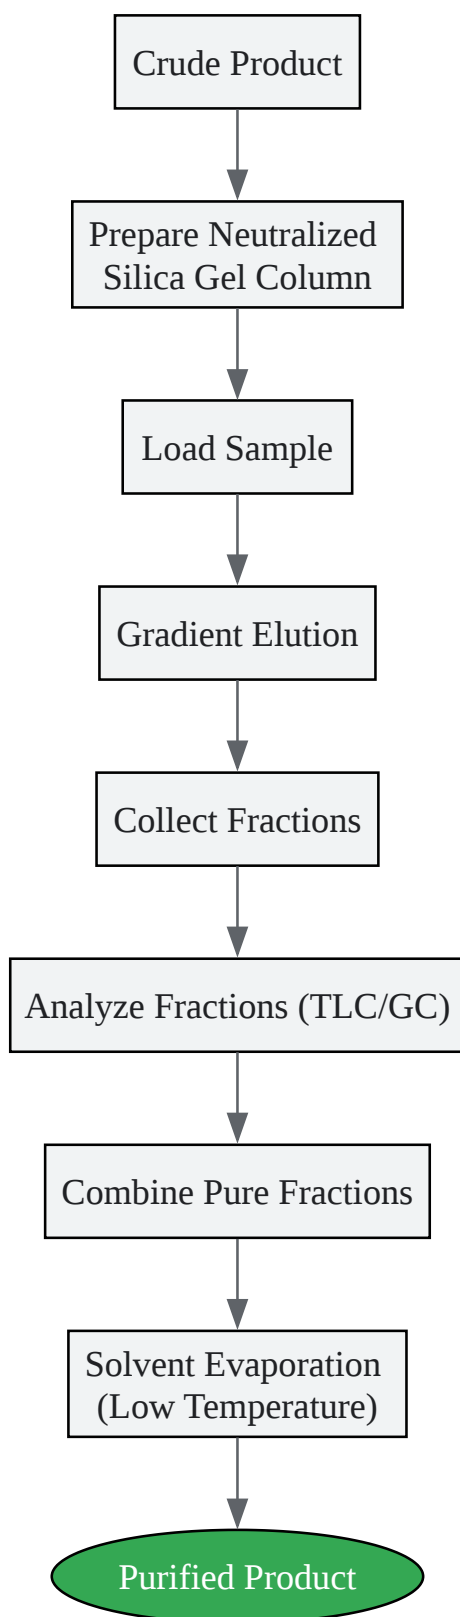 Crude Product
Prepare Neutralized
Silica Gel Column
Load Sample
Gradient Elution
Collect Fractions
Analyze Fractions (TLC/GC)
Combine Pure Fractions
Solvent Evaporation
(Low Temperature)
Purified Product